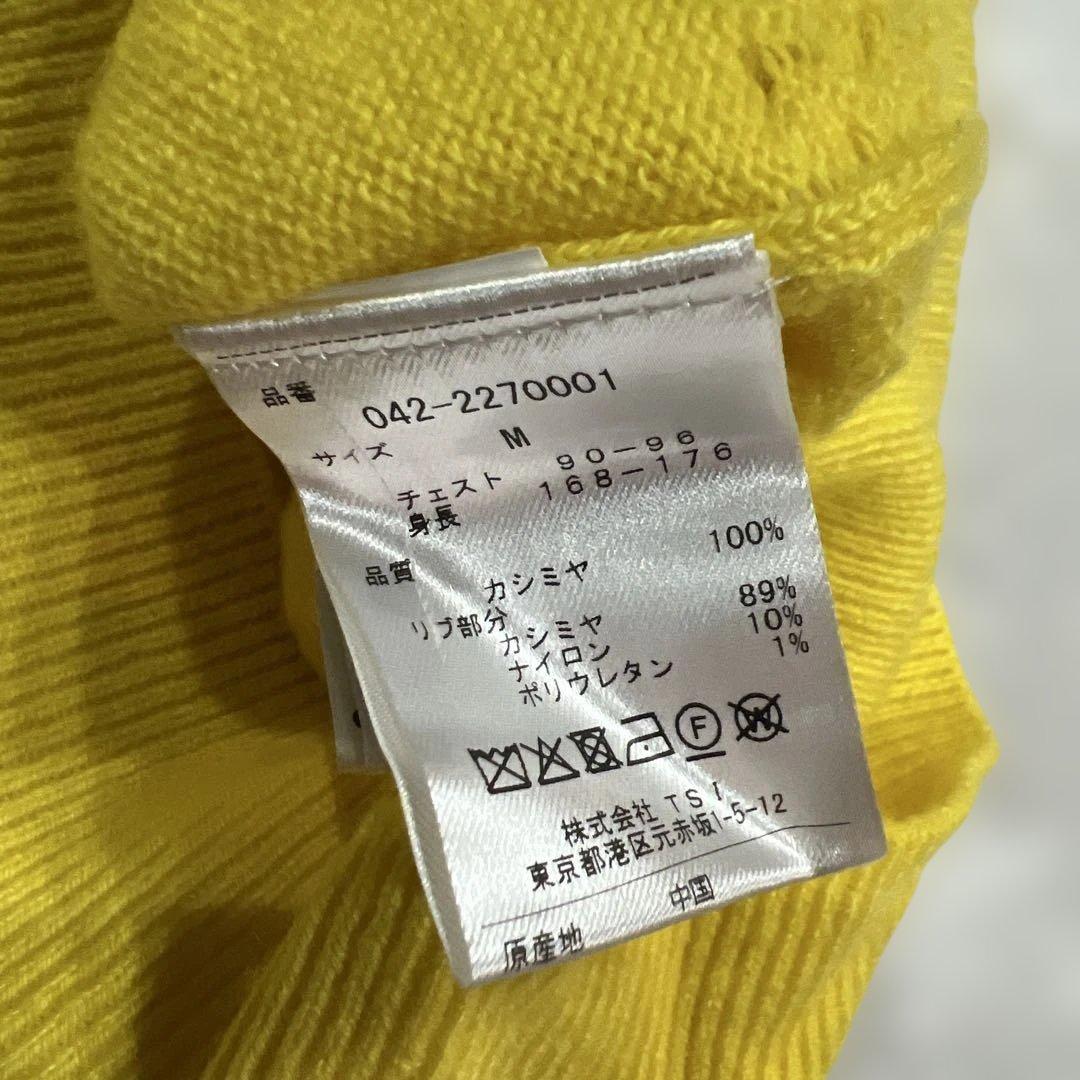 品番
042-2270001
サイズ M
チェスト 90-96
身長 168-176
品質
カシミヤ 100%
リブ部分
カシミヤ 89%
ナイロン 10%
ポリウレタン 1%
F W
株式会社 TSI
東京都港区元赤坂1-5-12
中国
原産地